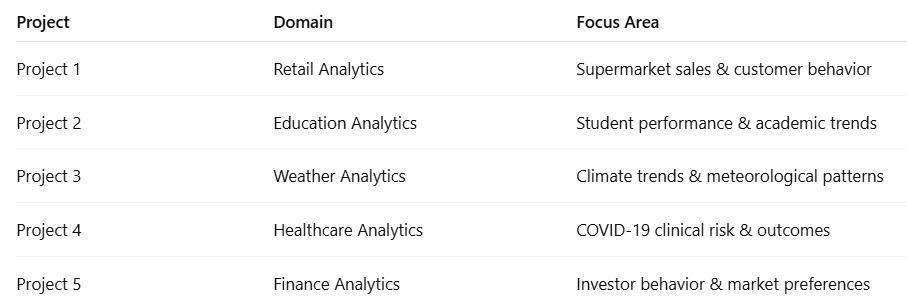 Project Domain Focus Area
Project 1 Retail Analytics Supermarket sales & customer behavior
Project 2 Education Analytics Student performance & academic trends
Project 3 Weather Analytics Climate trends & meteorological patterns
Project 4 Healthcare Analytics COVID-19 clinical risk & outcomes
Project 5 Finance Analytics Investor behavior & market preferences